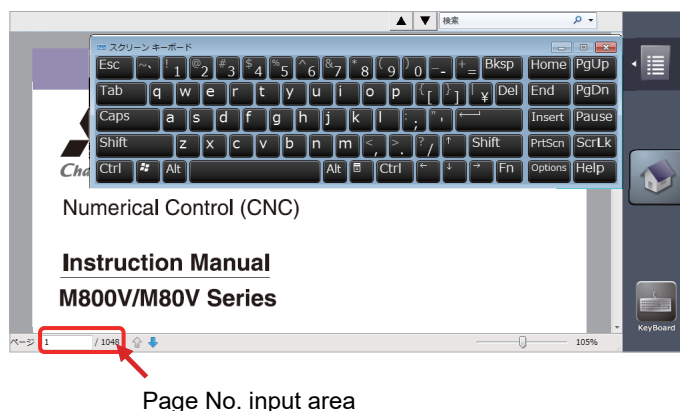 ▲ ▼ 検索
スクリーン キーボード
Esc ~ ` ! 1 @ 2 # 3 $ 4 % 5 ^ 6 & 7 * 8 ( 9 ) 0 _ - + = Bksp Home PgUp
Tab q w e r t y u i o p { [ } ] | ¥ Del End PgDn
Caps a s d f g h j k l : ; " ' Insert Pause
Shift z x c v b n m < , > . ? / ↑ Shift PrtScn ScrLk
Cha
Ctrl Alt Alt Ctrl ← ↓ → Fn Options Help
Numerical Control (CNC)
Instruction Manual
M800V/M80V Series
KeyBoard
ページ 1 / 1048 105%
Page No. input area